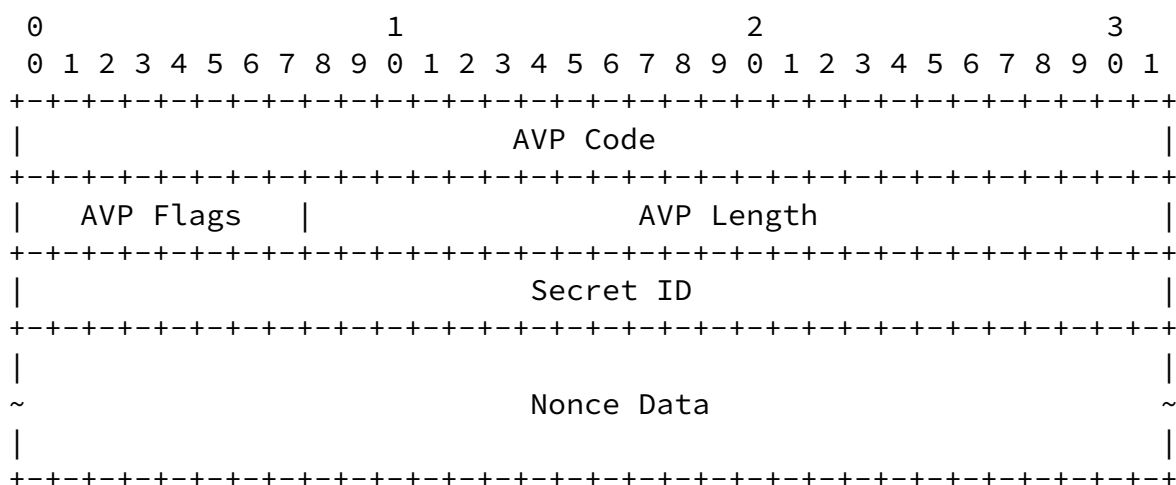 0                   1                   2                   3
 0 1 2 3 4 5 6 7 8 9 0 1 2 3 4 5 6 7 8 9 0 1 2 3 4 5 6 7 8 9 0 1
+-+-+-+-+-+-+-+-+-+-+-+-+-+-+-+-+-+-+-+-+-+-+-+-+-+-+-+-+-+-+-+-+
|                           AVP Code                            |
+-+-+-+-+-+-+-+-+-+-+-+-+-+-+-+-+-+-+-+-+-+-+-+-+-+-+-+-+-+-+-+-+
|   AVP Flags   |                  AVP Length                   |
+-+-+-+-+-+-+-+-+-+-+-+-+-+-+-+-+-+-+-+-+-+-+-+-+-+-+-+-+-+-+-+-+
|                            Secret ID                          |
+-+-+-+-+-+-+-+-+-+-+-+-+-+-+-+-+-+-+-+-+-+-+-+-+-+-+-+-+-+-+-+-+
|                                                               |
~                            Nonce Data                         ~
|                                                               |
+-+-+-+-+-+-+-+-+-+-+-+-+-+-+-+-+-+-+-+-+-+-+-+-+-+-+-+-+-+-+-+-+